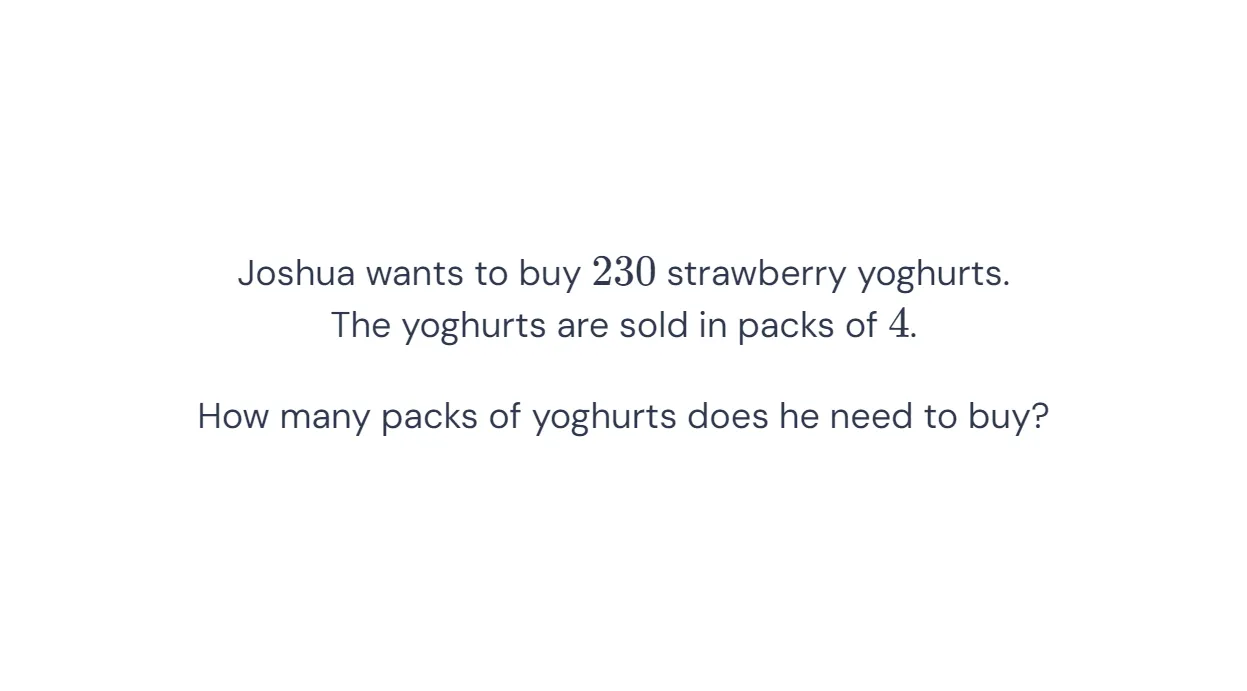 Joshua wants to buy 230 strawberry yoghurts.
The yoghurts are sold in packs of 4.
How many packs of yoghurts does he need to buy?